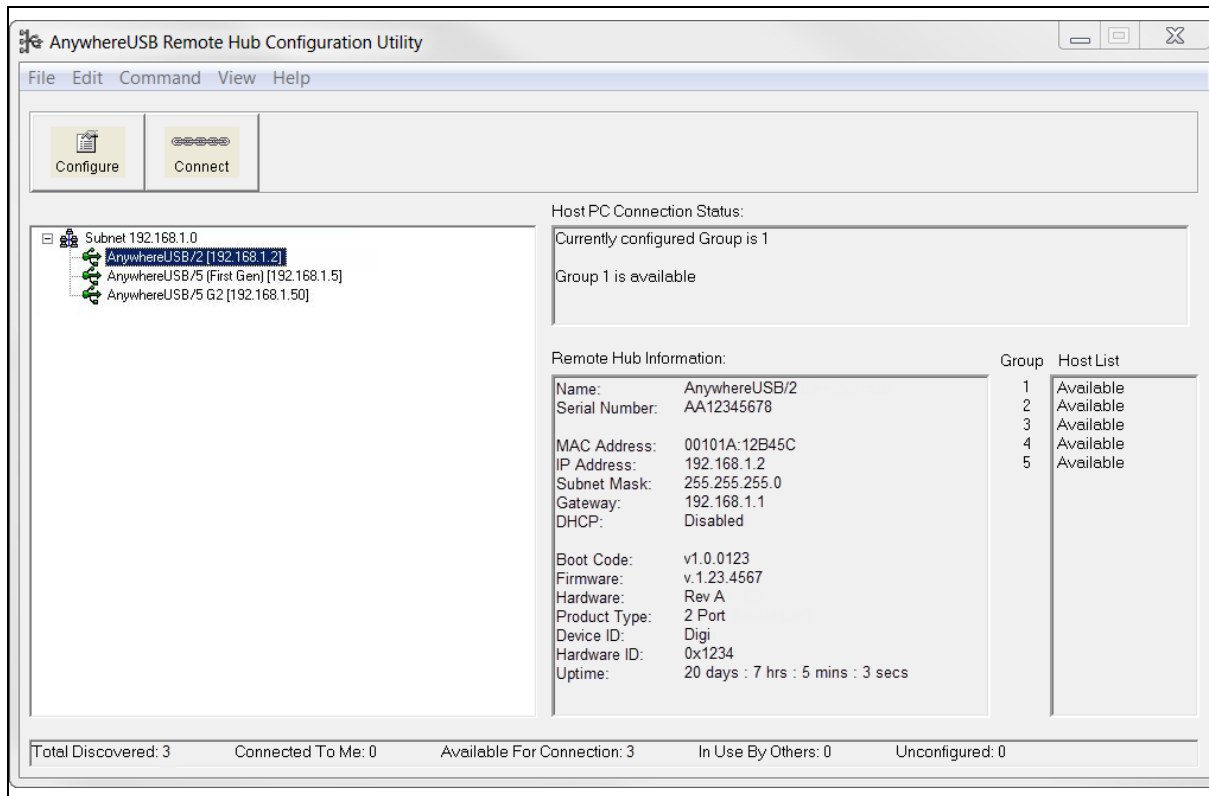 AnywhereUSB Remote Hub Configuration Utility
File Edit Command View Help
Configure Connect
Subnet 192.168.1.0
AnywhereUSB/2 [192.168.1.2]
AnywhereUSB/5 (First Gen) [192.168.1.5]
AnywhereUSB/5 G2 [192.168.1.50]
Host PC Connection Status:
Currently configured Group is 1
Group 1 is available
Remote Hub Information:
Name: AnywhereUSB/2
Serial Number: AA12345678
MAC Address: 00101A:12B45C
IP Address: 192.168.1.2
Subnet Mask: 255.255.255.0
Gateway: 192.168.1.1
DHCP: Disabled
Boot Code: v1.0.0123
Firmware: v.1.23.4567
Hardware: Rev A
Product Type: 2 Port
Device ID: Digi
Hardware ID: 0x1234
Uptime: 20 days : 7 hrs : 5 mins : 3 secs
Group Host List
1 Available
2 Available
3 Available
4 Available
5 Available
Total Discovered: 3 Connected To Me: 0 Available For Connection: 3 In Use By Others: 0 Unconfigured: 0